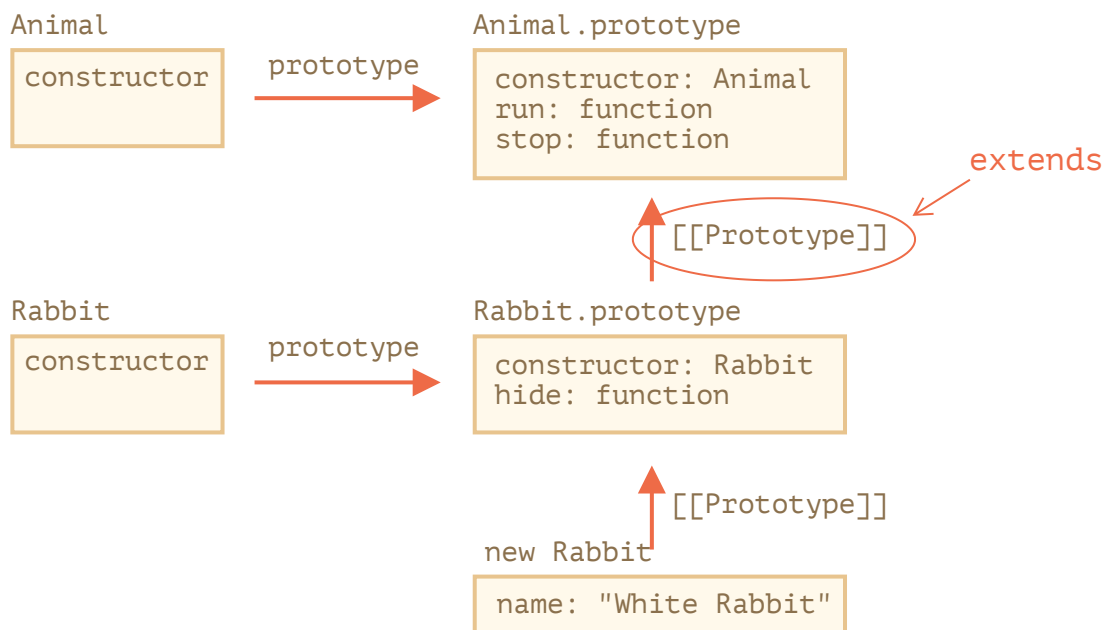 Animal
constructor
prototype
Animal.prototype
constructor: Animal
run: function
stop: function
extends
[[Prototype]]
Rabbit
constructor
prototype
Rabbit.prototype
constructor: Rabbit
hide: function
[[Prototype]]
new Rabbit
name: "White Rabbit"